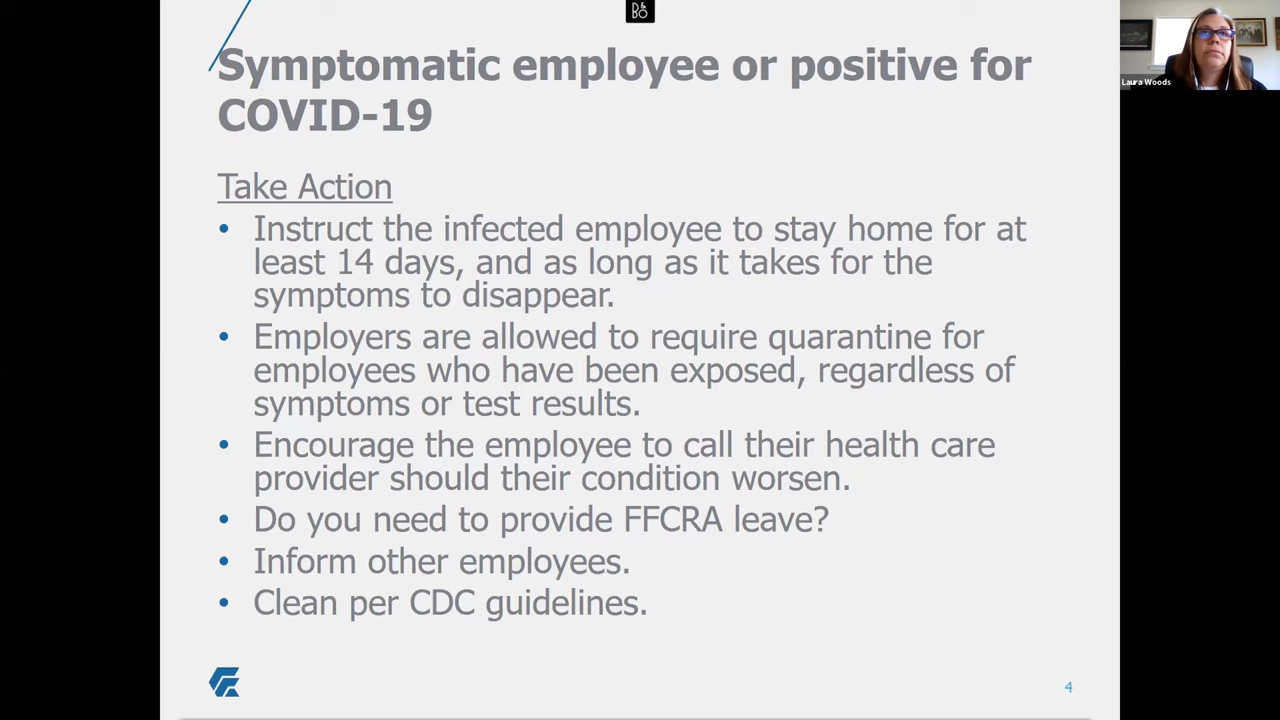 B&
BO
Laura Woods
Symptomatic employee or positive for
COVID-19
Take Action
• Instruct the infected employee to stay home for at
least 14 days, and as long as it takes for the
symptoms to disappear.
• Employers are allowed to require quarantine for
employees who have been exposed, regardless of
symptoms or test results.
• Encourage the employee to call their health care
provider should their condition worsen.
• Do you need to provide FFCRA leave?
• Inform other employees.
• Clean per CDC guidelines.
4